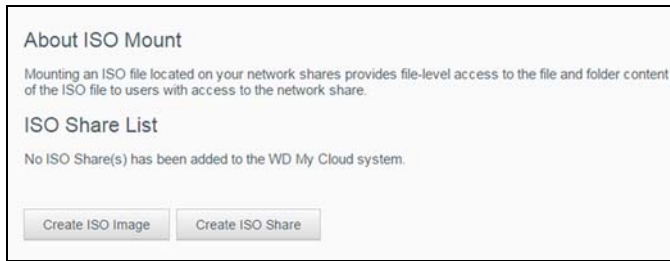 About ISO Mount
Mounting an ISO file located on your network shares provides file-level access to the file and folder content
of the ISO file to users with access to the network share.
ISO Share List
No ISO Share(s) has been added to the WD My Cloud system.
Create ISO Image
Create ISO Share